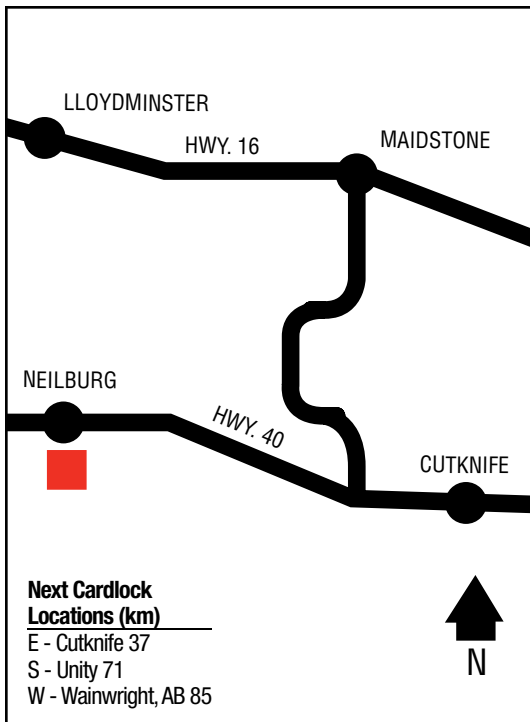 LLOYDMINSTER
HWY. 16
MAIDSTONE
NEILBURG
HWY. 40
CUTKNIFE
Next Cardlock
Locations (km)
E - Cutknife 37
S - Unity 71
W - Wainwright, AB 85
N